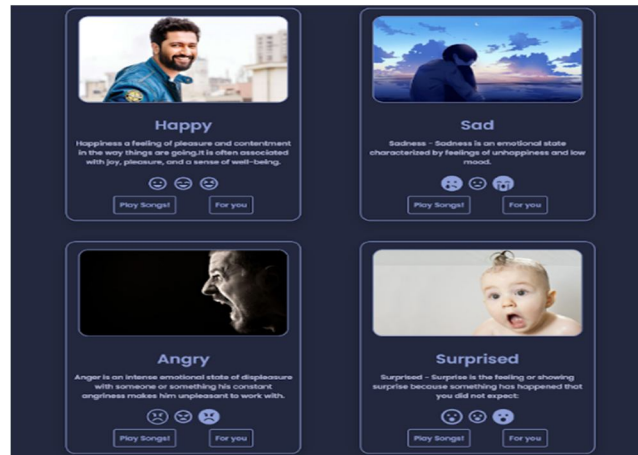 Happy
Happiness a feeling of pleasure and contentment
in the way things are going.It is often associated
with joy, pleasure, and a sense of well-being.
Play Songs!
For you
Sad
Sadness - Sadness is an emotional state
characterized by feelings of unhappiness and low
mood.
Play Songs!
For you
Angry
Anger is an intense emotional state of displeasure
with someone or something his constant
angriness makes him unpleasant to work with.
Play Songs!
For you
Surprised
Surprised - Surprise is the feeling or showing
surprise because something has happened that
you did not expect:
Play Songs!
For you